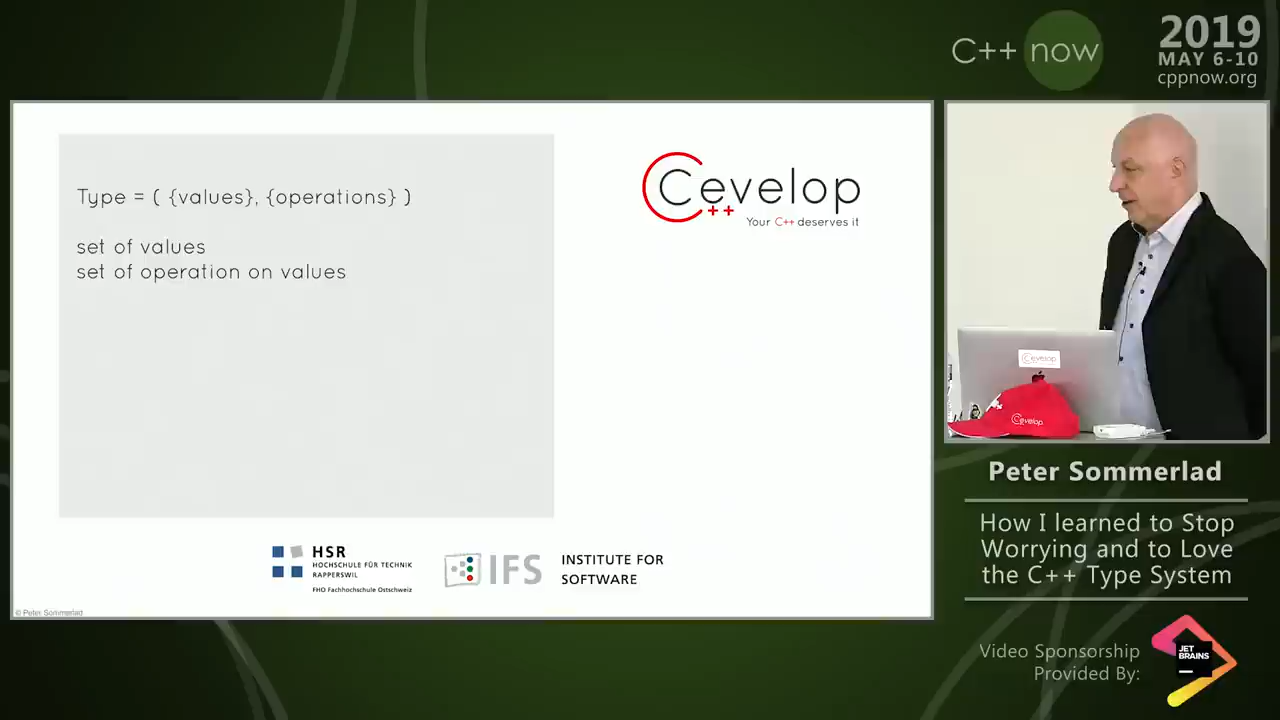 C++ now
2019
MAY 6-10
cppnow.org
Type = ( {values}, {operations} )
set of values
set of operation on values
Cevelop
++
Your C++ deserves it
HSR
HOCHSCHULE FÜR TECHNIK
RAPPERSWIL
FHO Fachhochschule Ostschweiz
IFS
INSTITUTE FOR
SOFTWARE
© Peter Sommerlad
Cevelop
Cevelop
Peter Sommerlad
How I learned to Stop
Worrying and to Love
the C++ Type System
Video Sponsorship
Provided By:
JET
BRAINS